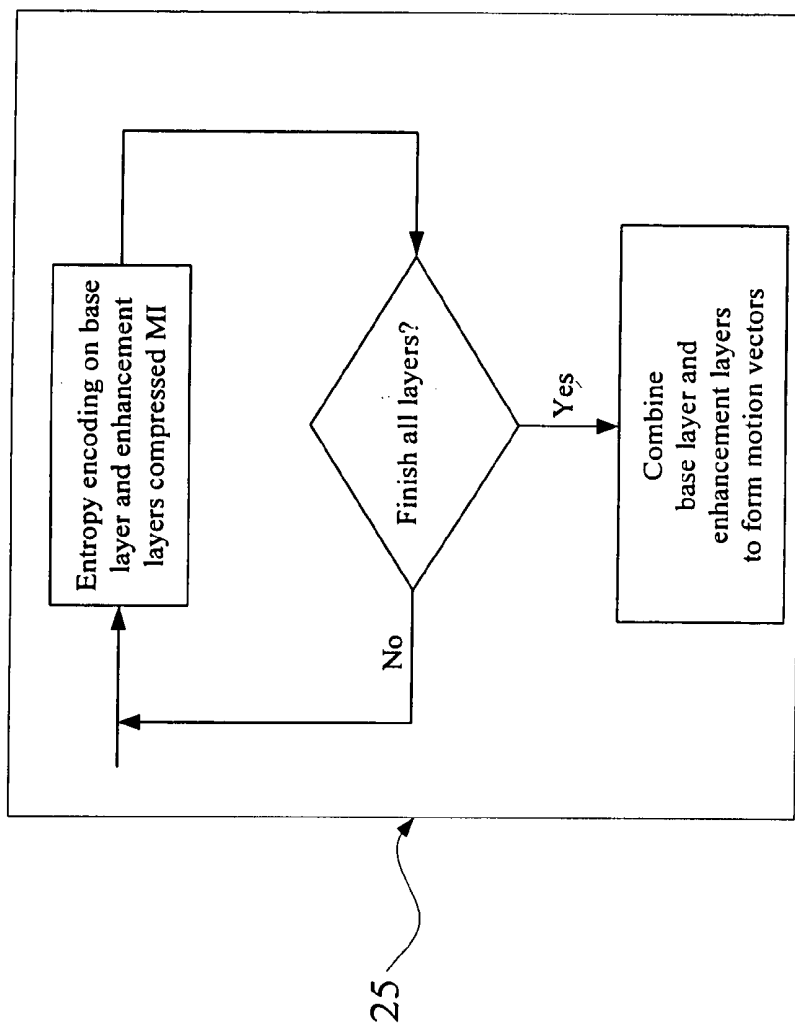 Entropy encoding on base
layer and enhancement
layers compressed MI
Finish all layers?
No
Yes
Combine
base layer and
enhancement layers
to form motion vectors
25